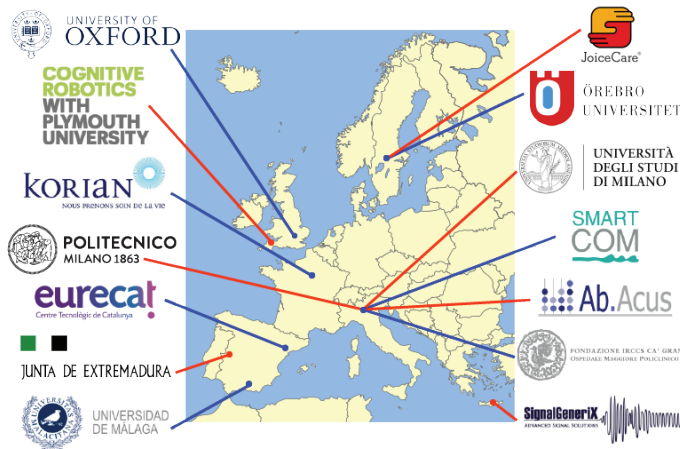 UNIVERSITY OF
OXFORD
COGNITIVE
ROBOTICS
WITH
PLYMOUTH
UNIVERSITY
KORIAN
NOUS PRENONS SOIN DE LA VIE
POLITECNICO
MILANO 1863
eurecat
Centre Tecnològic de Catalunya
JUNTA DE EXTREMADURA
UNIVERSIDAD
DE MÁLAGA
JoiceCare®
ÖREBRO
UNIVERSITET
UNIVERSITÀ
DEGLI STUDI
DI MILANO
SMART
COM
Ab.Acus
FONDAZIONE IRCCS CA' GRAN
OSPEDALE MAGGIORE POLICLINICO
SignalGeneriX
ADVANCED SIGNAL SOLUTIONS